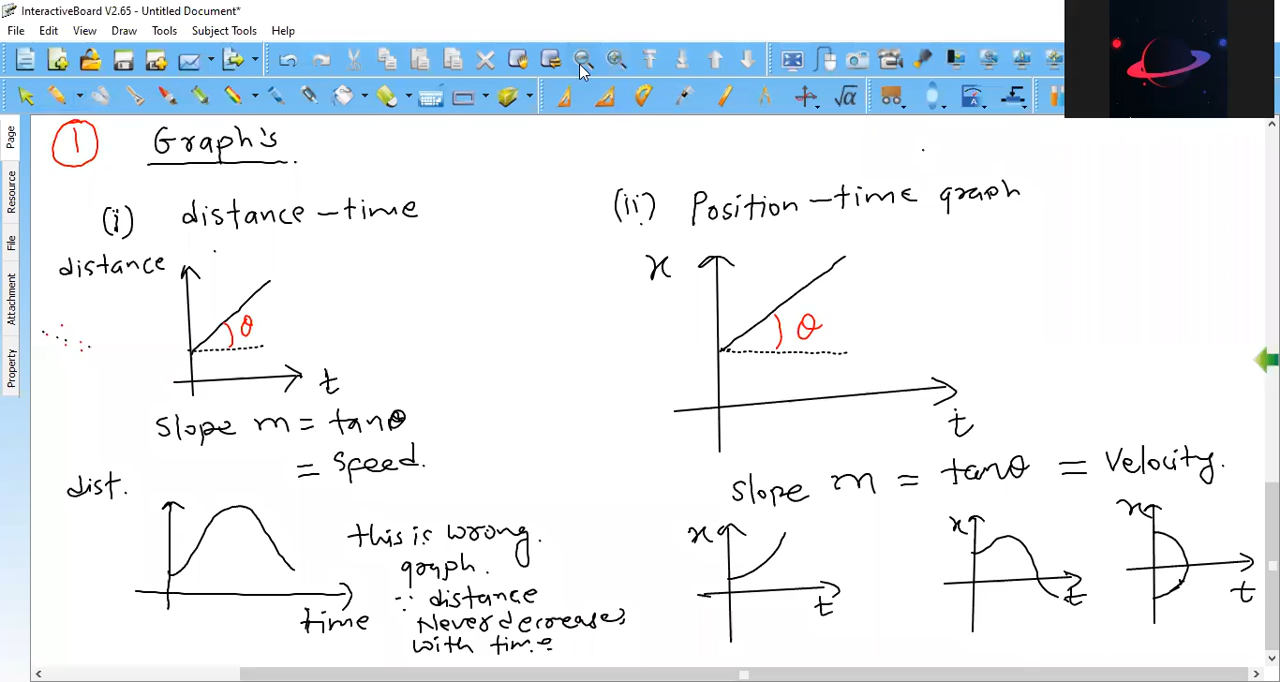 InteractiveBoard V2.65 - Untitled Document*
File Edit View Draw Tools Subject Tools Help
Page
Resource
File
Attachment
Property
1 Graph's
(i) distance-time
distance
θ
t
slope m = tanθ
= speed.
dist.
time
this is wrong
graph.
∵ distance
Never decreases
with time
(ii) Position-time graph
x
θ
t
slope m = tanθ = Velocity.
x
t
x
t
x
t